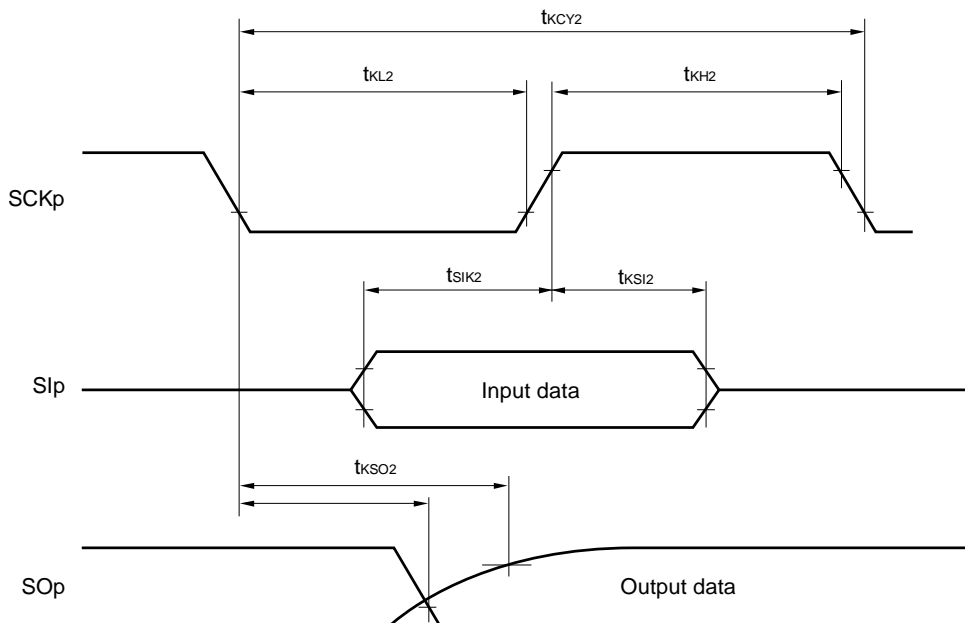 tKCY2
tKL2
tKH2
SCKp
tSIK2
tKSI2
SIp
Input data
tKSO2
SOp
Output data